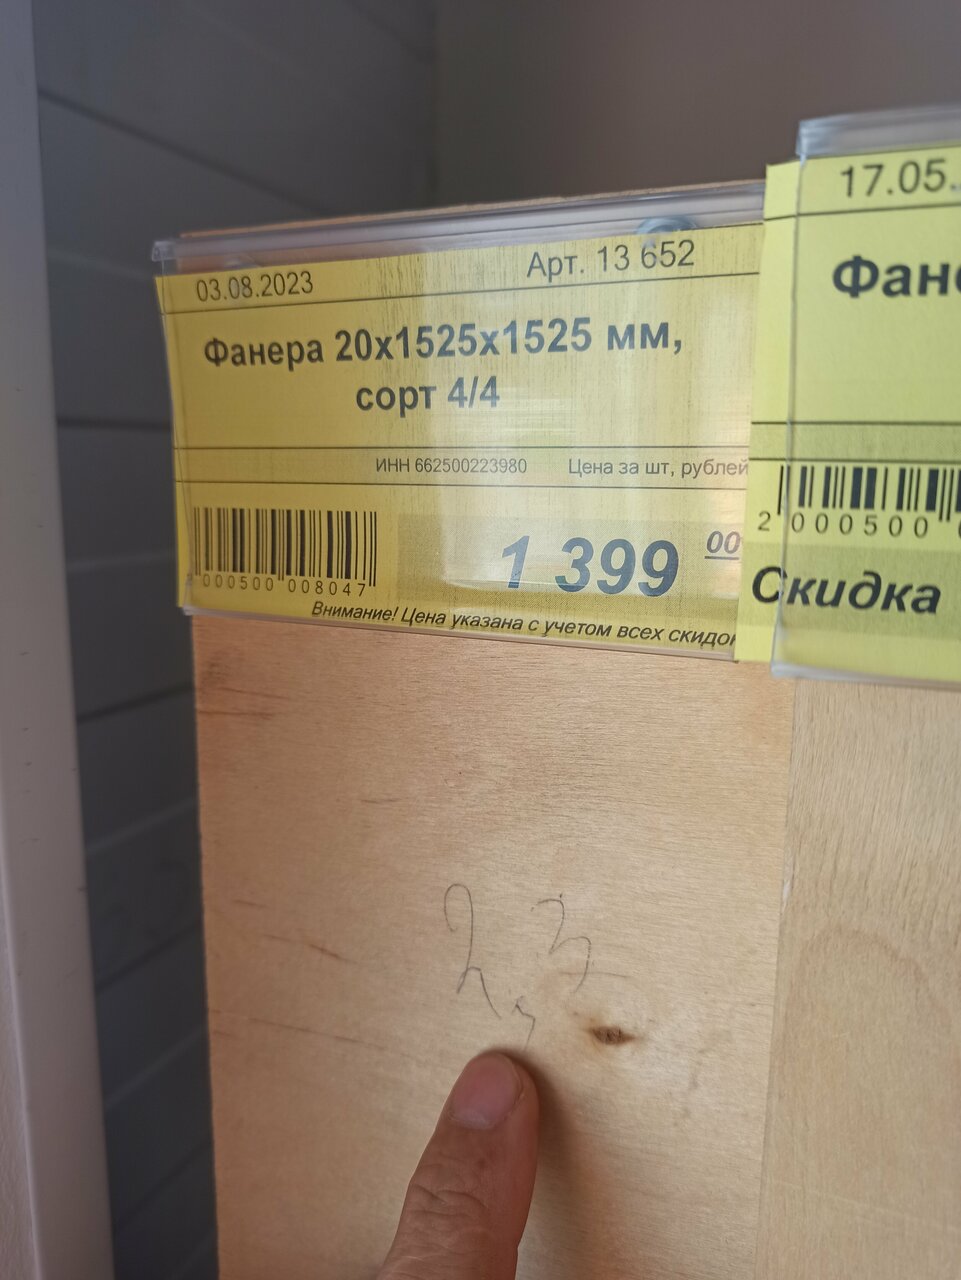 03.08.2023
Арт. 13 652
Фанера 20х1525х1525 мм,
сорт 4/4
ИНН 662500223980
Цена за шт, рублей
1 399 00
2 000500 008047
Внимание! Цена указана с учетом всех скидок
17.05.
Фане
2 000500
Скидка
2,3